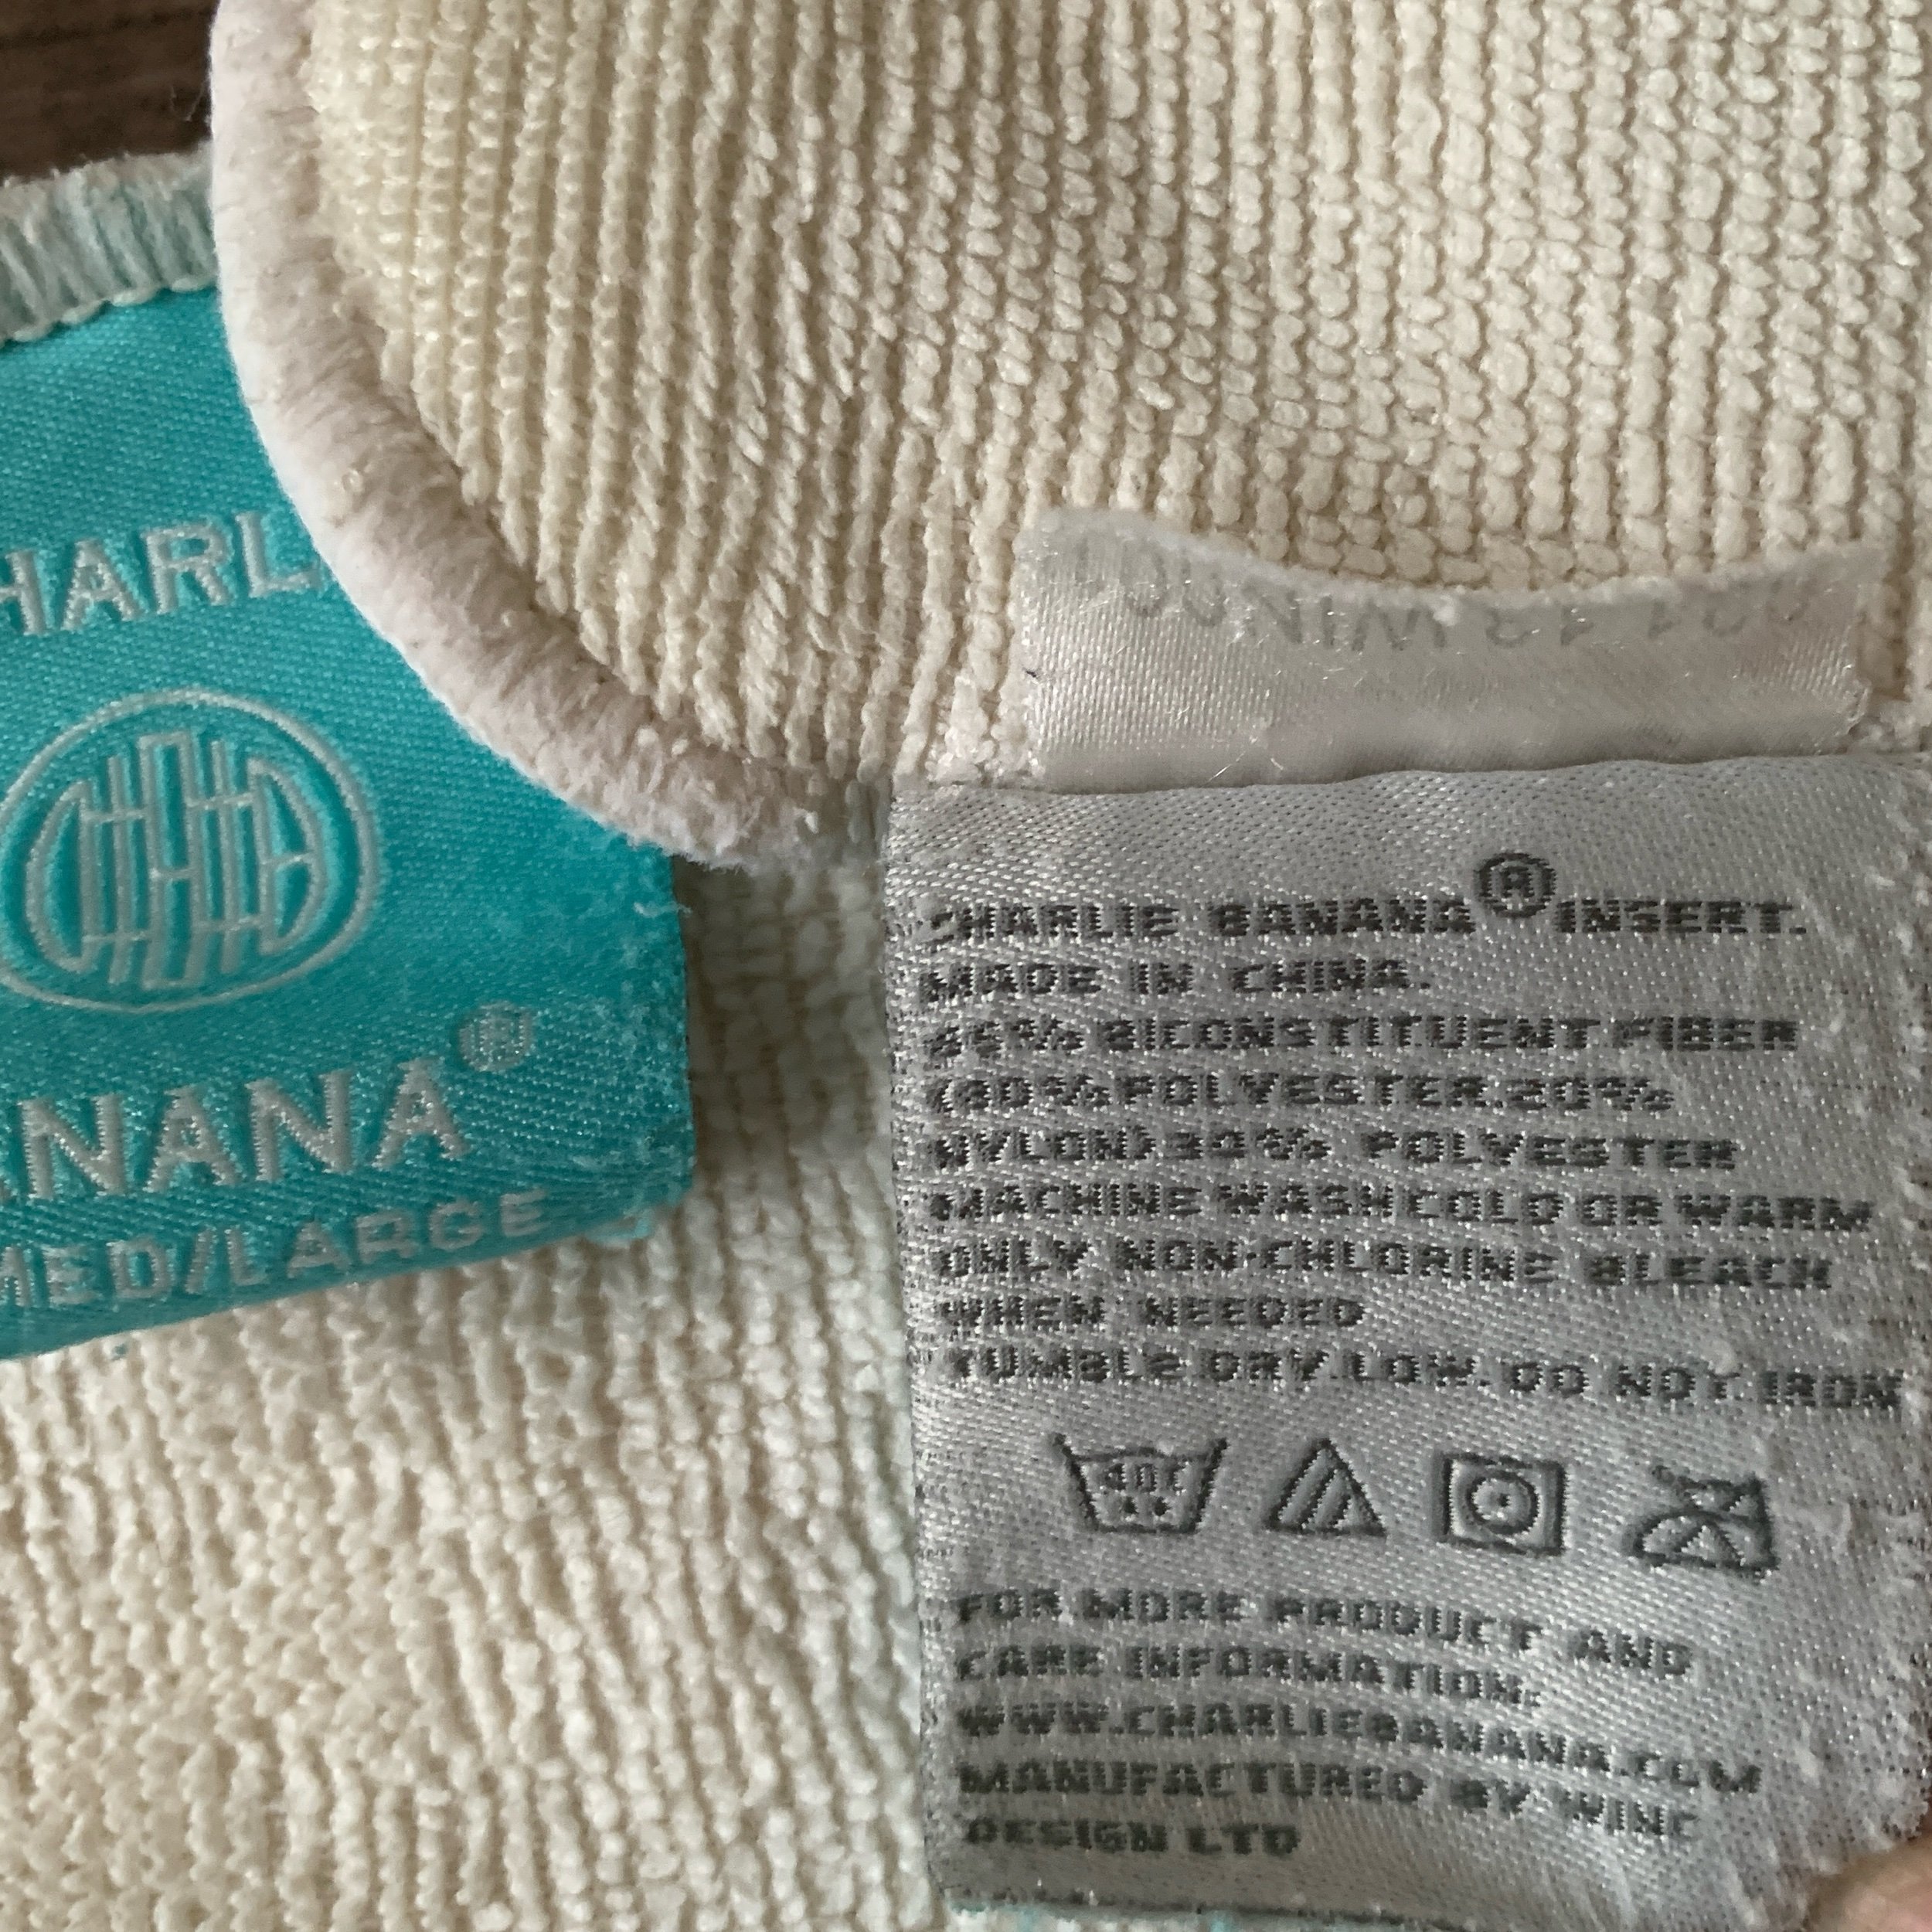 HARL
ANANA®
MED/LARGE
CHARLIE BANANA® INSERT.
MADE IN CHINA.
BICONSTITUENT FIBER
(80% POLYESTER.20%
NYLON) POLYESTER
MACHINE WASH COLD OR WARM
ONLY NON-CHLORINE BLEACH
WHEN NEEDED
TUMBLE DRY.LOW. DO NOT IRON
FOR MORE PRODUCT AND
CARE INFORMATION:
WWW.CHARLIEBANANA.COM
MANUFACTURED BY WINC
DESIGN LTD